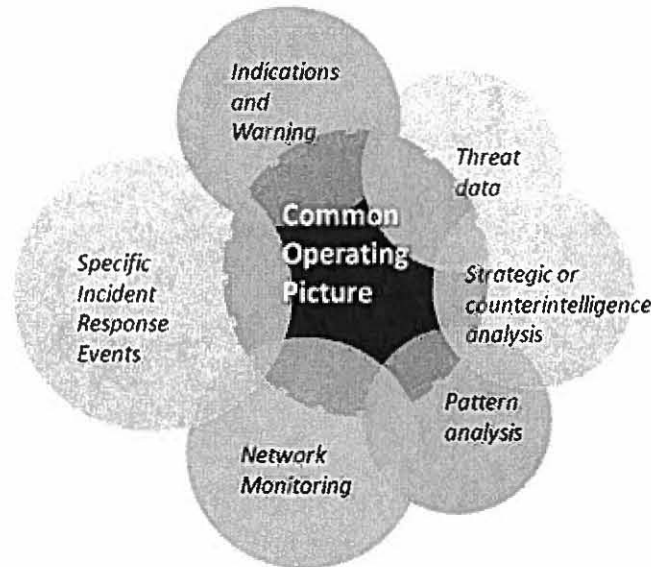 Indications
and
Warning
Threat
data
Common
Operating
Picture
Specific
Incident
Response
Events
Strategic or
counterintelligence
analysis
Pattern
analysis
Network
Monitoring